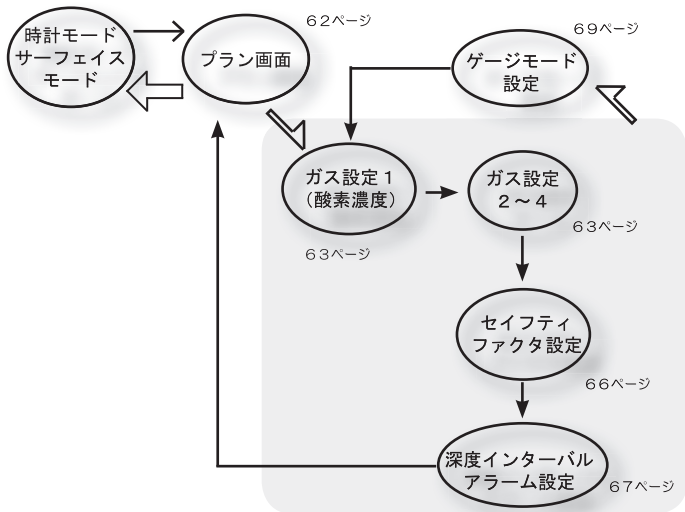 時計モード
サーフェイス
モード
プラン画面
62ページ
ゲージモード
設定
69ページ
ガス設定1
(酸素濃度)
63ページ
ガス設定
2~4
63ページ
セイフティ
ファクタ設定
66ページ
深度インターバル
アラーム設定
67ページ